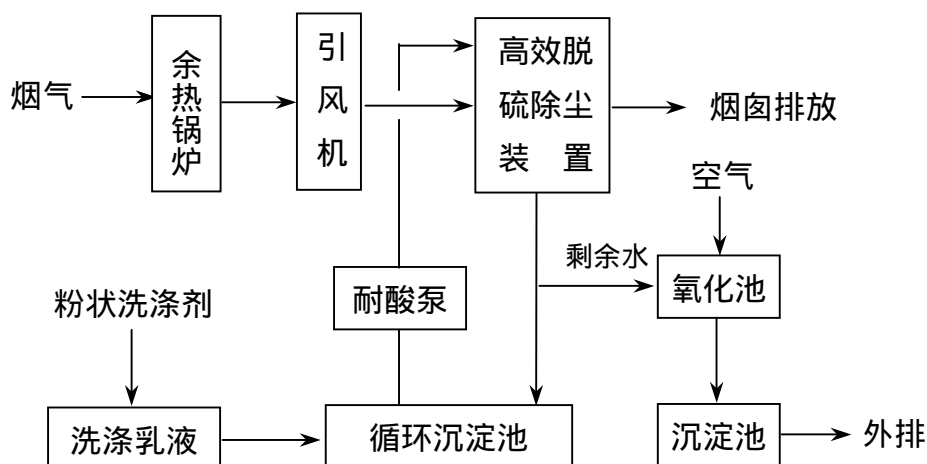 烟气
余热锅炉
引风机
高效脱
硫除尘
装 置
烟囱排放
空气
剩余水
氧化池
耐酸泵
粉状洗涤剂
洗涤乳液
循环沉淀池
沉淀池
外排